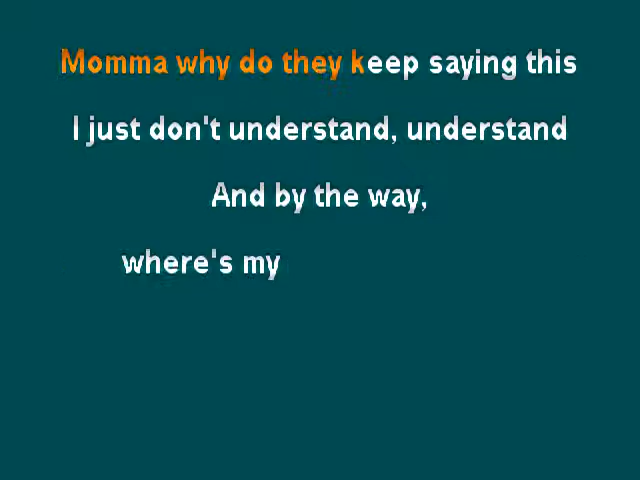 Momma why do they keep saying this
I just don't understand, understand
And by the way,
where's my